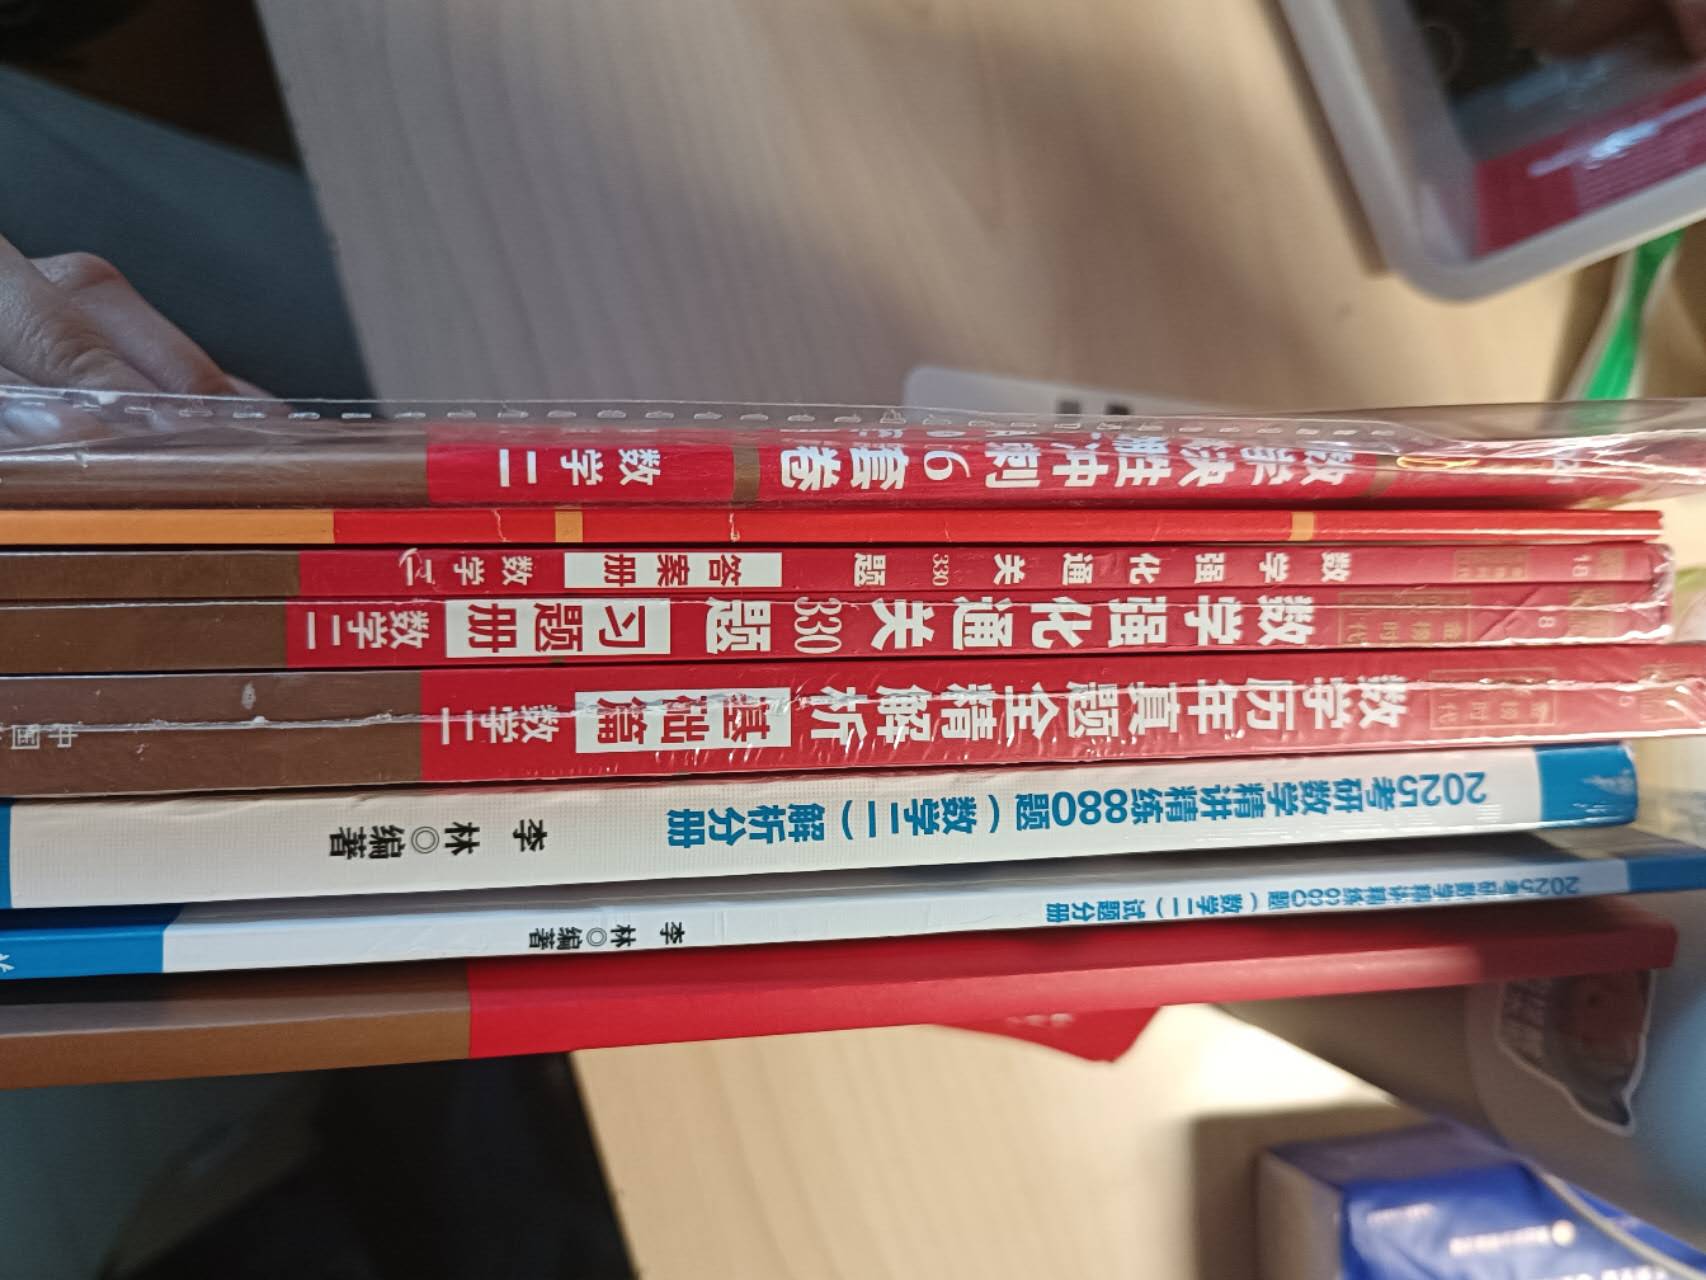 数学决胜冲刺6套卷 数学二
数学强化通关330题 答案册 数学二
数学强化通关330题 习题册 数学二
数学历年真题全精解析 基础篇 数学二
2025考研数学精讲精练880题（数学二）解析分册 李林◎编著
2025考研数学精讲精练880题（数学二）试题分册 李林◎编著